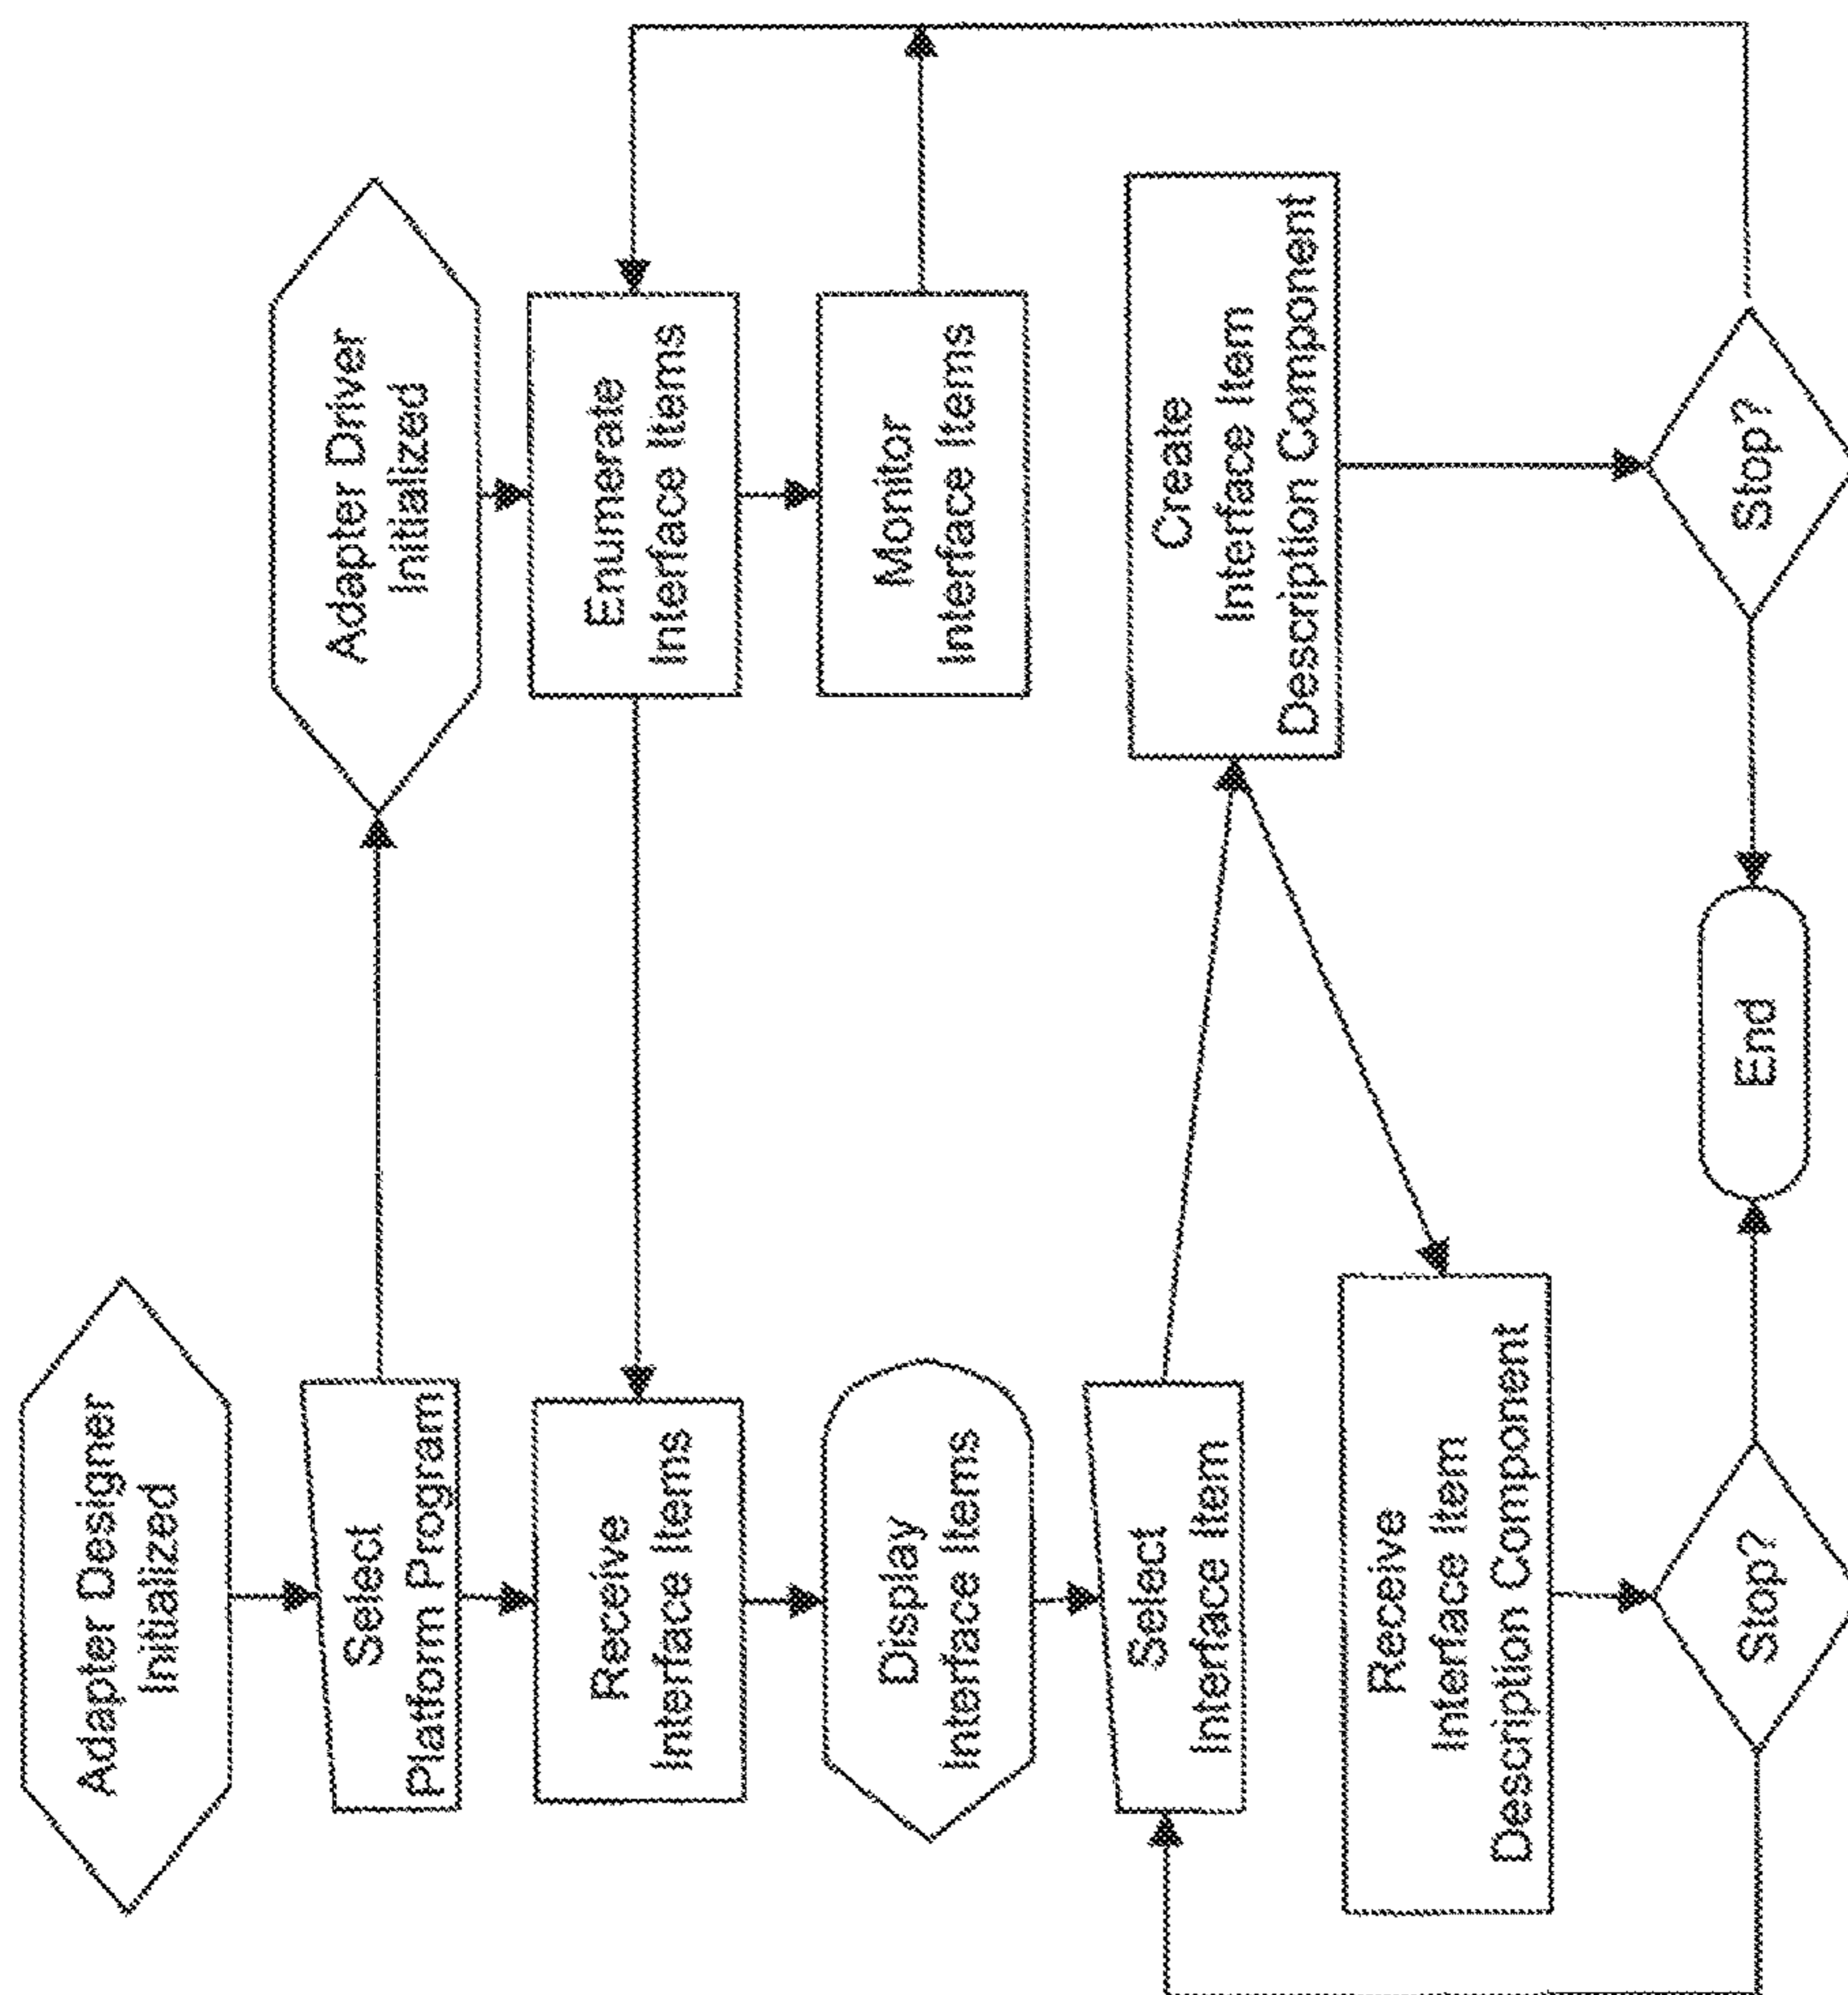 Adapter Designer
Initialized
Select
Platform Program
Receive
Interface Items
Display
Interface Items
Select
Interface Item
Receive
Interface Item
Description Component
Stop?
End
Adapter Driver
Initialized
Enumerate
Interface Items
Monitor
Interface Items
Create
Interface Item
Description Component
Stop?